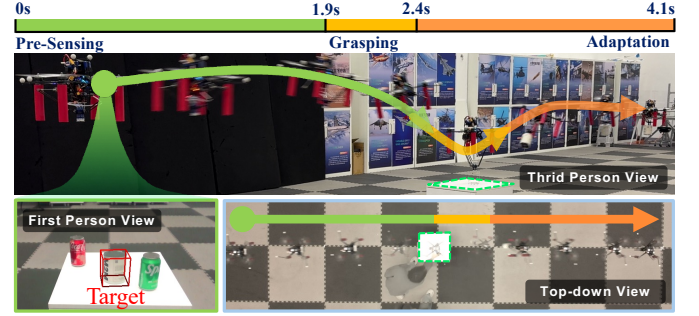 0s 1.9s 2.4s 4.1s
Pre-Sensing Grasping Adaptation
Thrid Person View
First Person View
Target
Top-down View